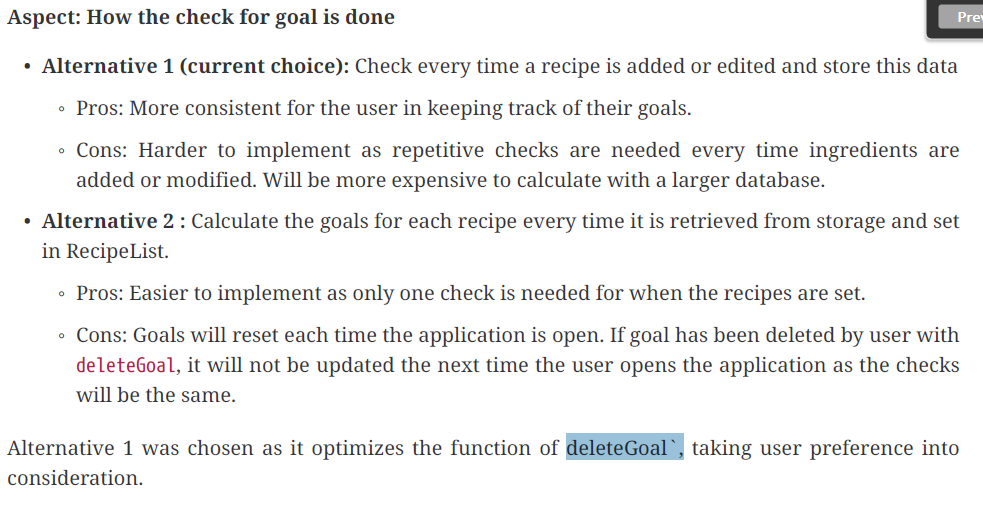 Aspect: How the check for goal is done
Pre
• Alternative 1 (current choice): Check every time a recipe is added or edited and store this data
◦ Pros: More consistent for the user in keeping track of their goals.
◦ Cons: Harder to implement as repetitive checks are needed every time ingredients are
added or modified. Will be more expensive to calculate with a larger database.
• Alternative 2 : Calculate the goals for each recipe every time it is retrieved from storage and set
in RecipeList.
◦ Pros: Easier to implement as only one check is needed for when the recipes are set.
◦ Cons: Goals will reset each time the application is open. If goal has been deleted by user with
deleteGoal, it will not be updated the next time the user opens the application as the checks
will be the same.
Alternative 1 was chosen as it optimizes the function of deleteGoal`, taking user preference into
consideration.